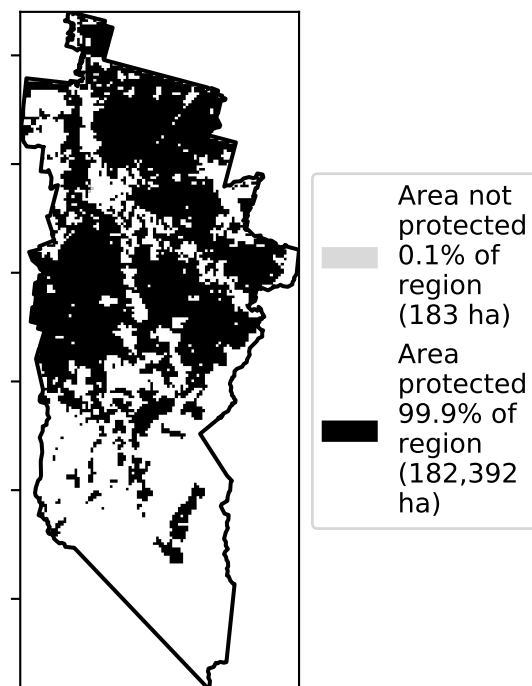 Area not
protected
0.1% of
region
(183 ha)
Area
protected
99.9% of
region
(182,392
ha)